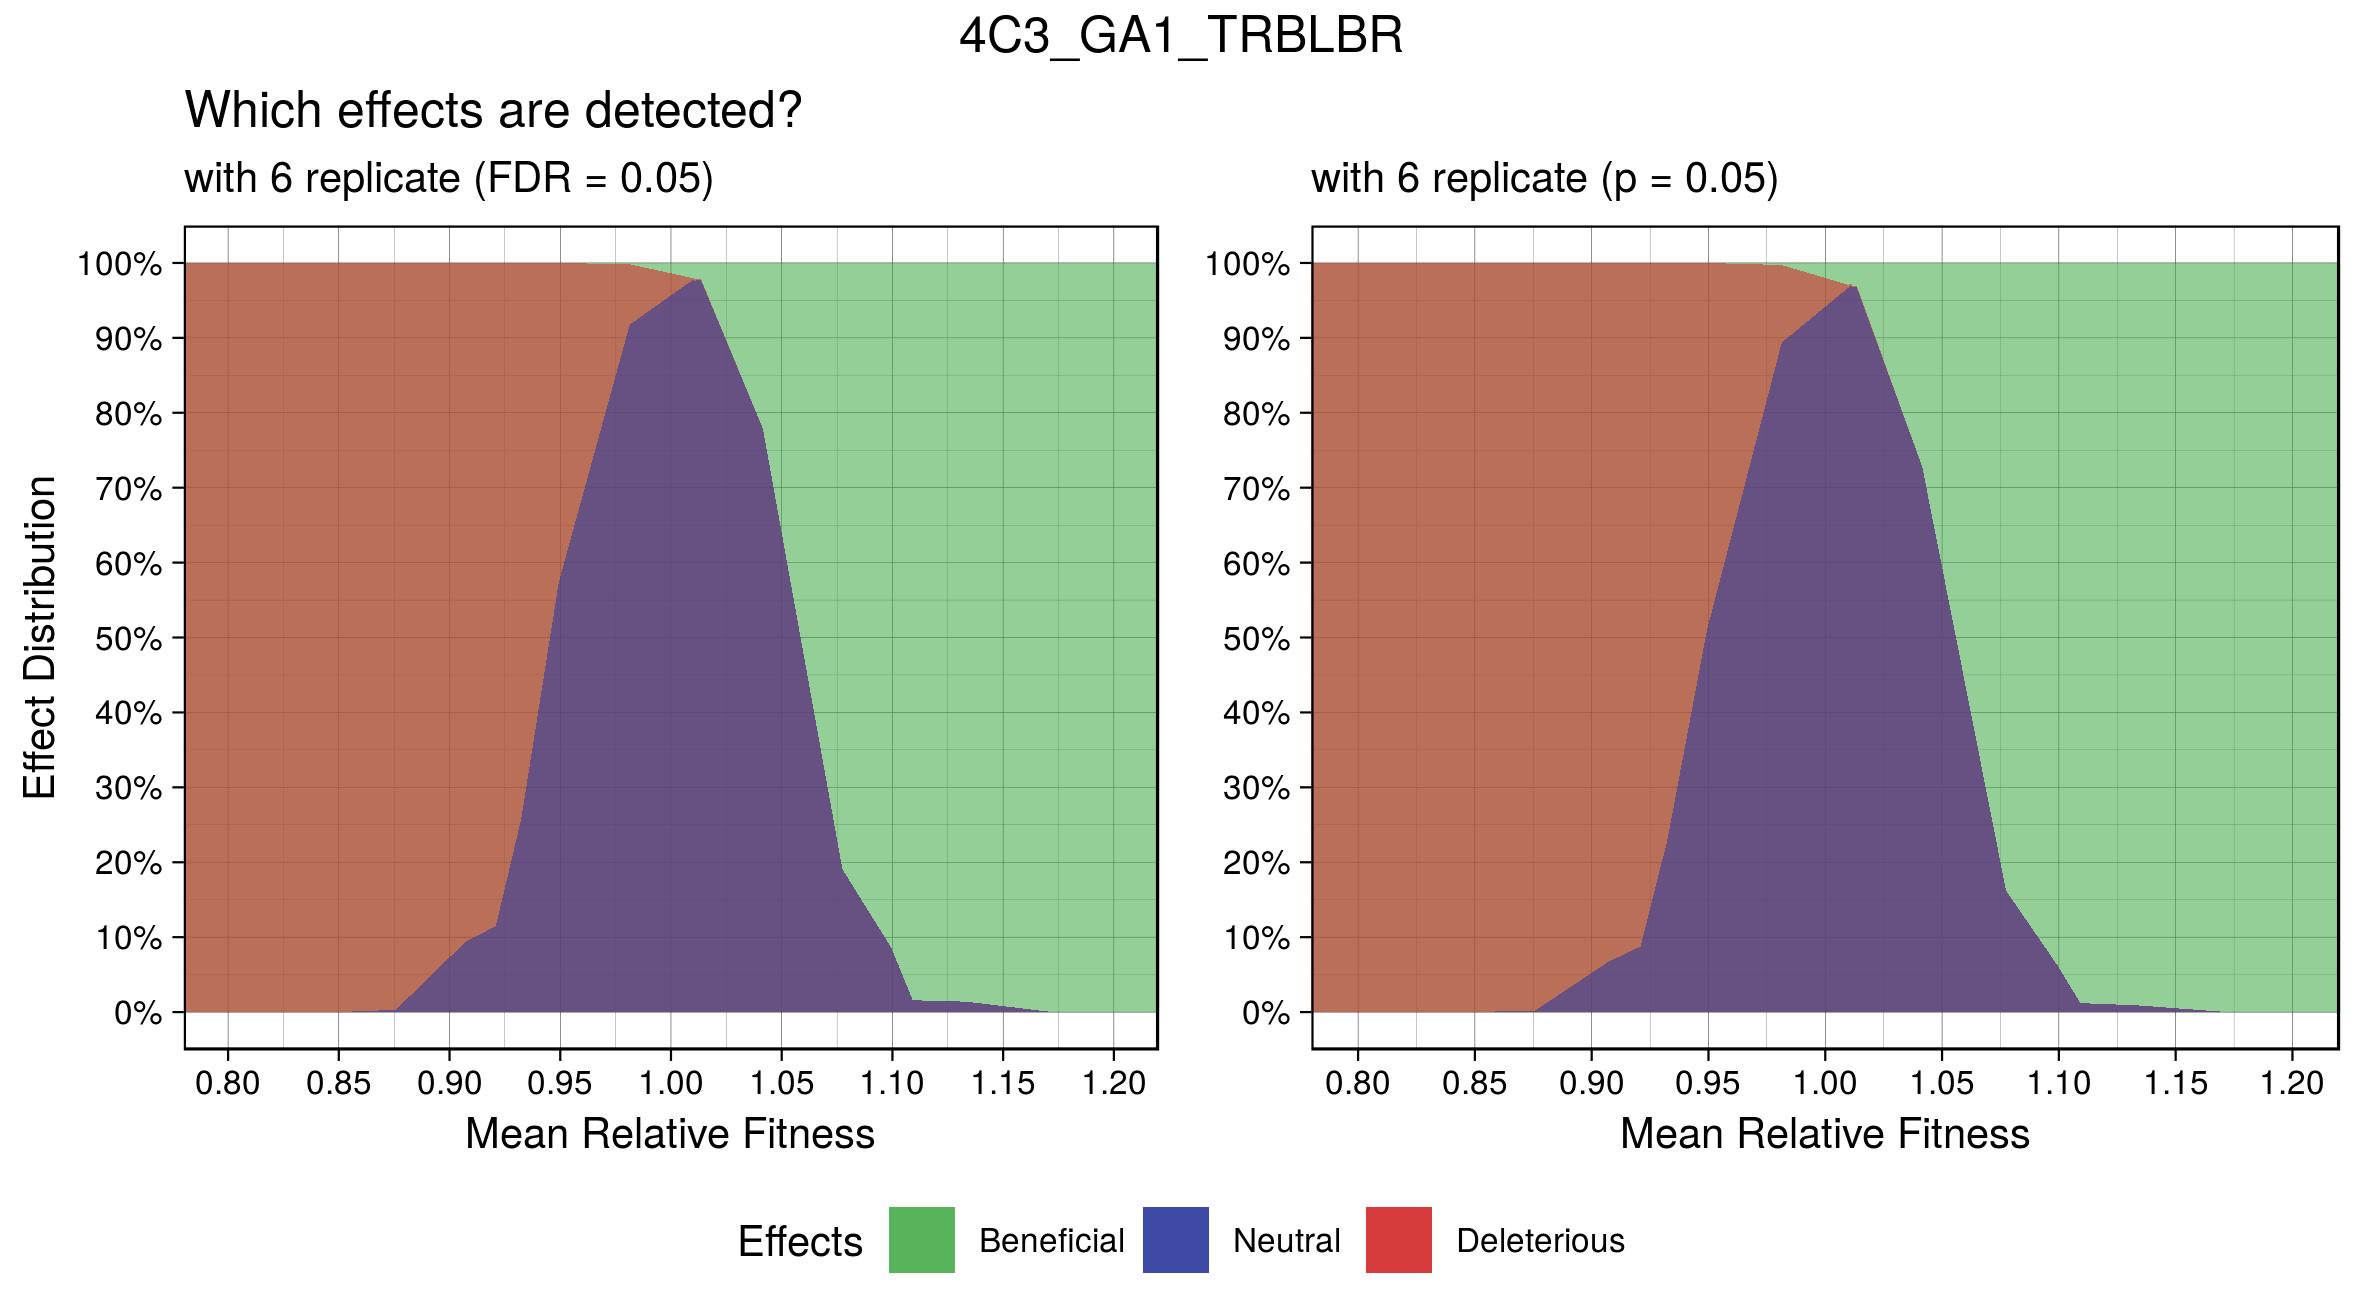 4C3_GA1_TRBLBR
Which effects are detected?
with 6 replicate (FDR = 0.05)
with 6 replicate (p = 0.05)
Effect Distribution
100%
90%
80%
70%
60%
50%
40%
30%
20%
10%
0%
0.80 0.85 0.90 0.95 1.00 1.05 1.10 1.15 1.20
Mean Relative Fitness
100%
90%
80%
70%
60%
50%
40%
30%
20%
10%
0%
0.80 0.85 0.90 0.95 1.00 1.05 1.10 1.15 1.20
Mean Relative Fitness
Effects Beneficial Neutral Deleterious